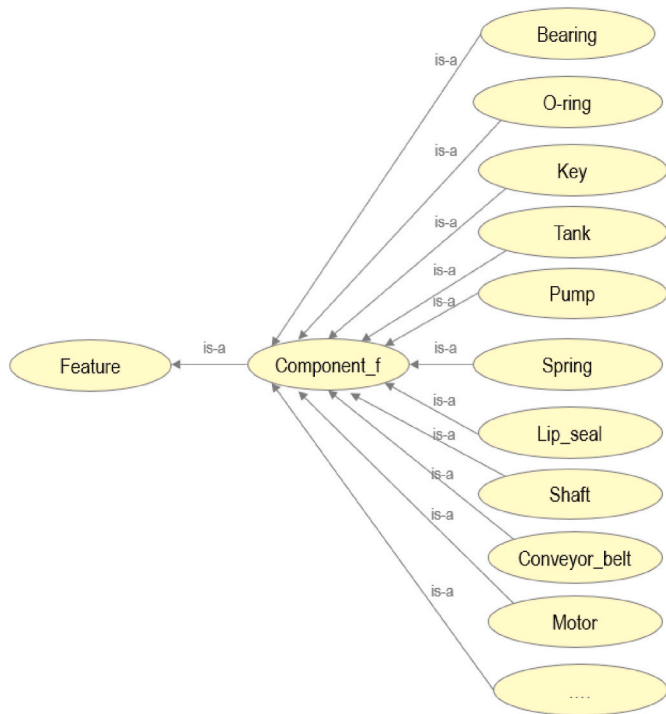 Bearing
is-a
O-ring
is-a
Key
is-a
Tank
is-a
Pump
is-a
Feature
is-a
Component_f
is-a
Spring
is-a
Lip_seal
is-a
Shaft
is-a
Conveyor_belt
is-a
Motor
is-a
....